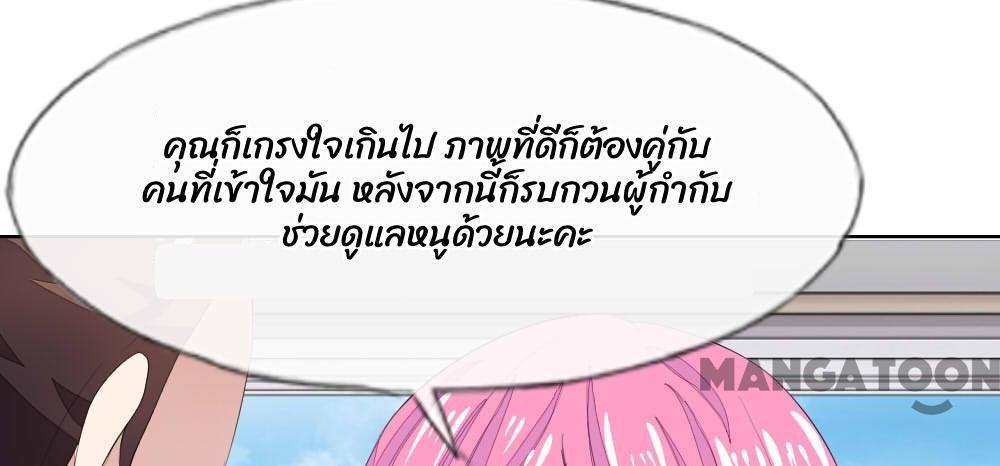 คุณก็เกรงใจเกินไป ภาพที่ดีก็ต้องคู่กับ
คนที่เข้าใจมัน หลังจากนี้ก็รบกวนผู้กำกับ
ช่วยดูแลหนูด้วยนะคะ
MANGATOON